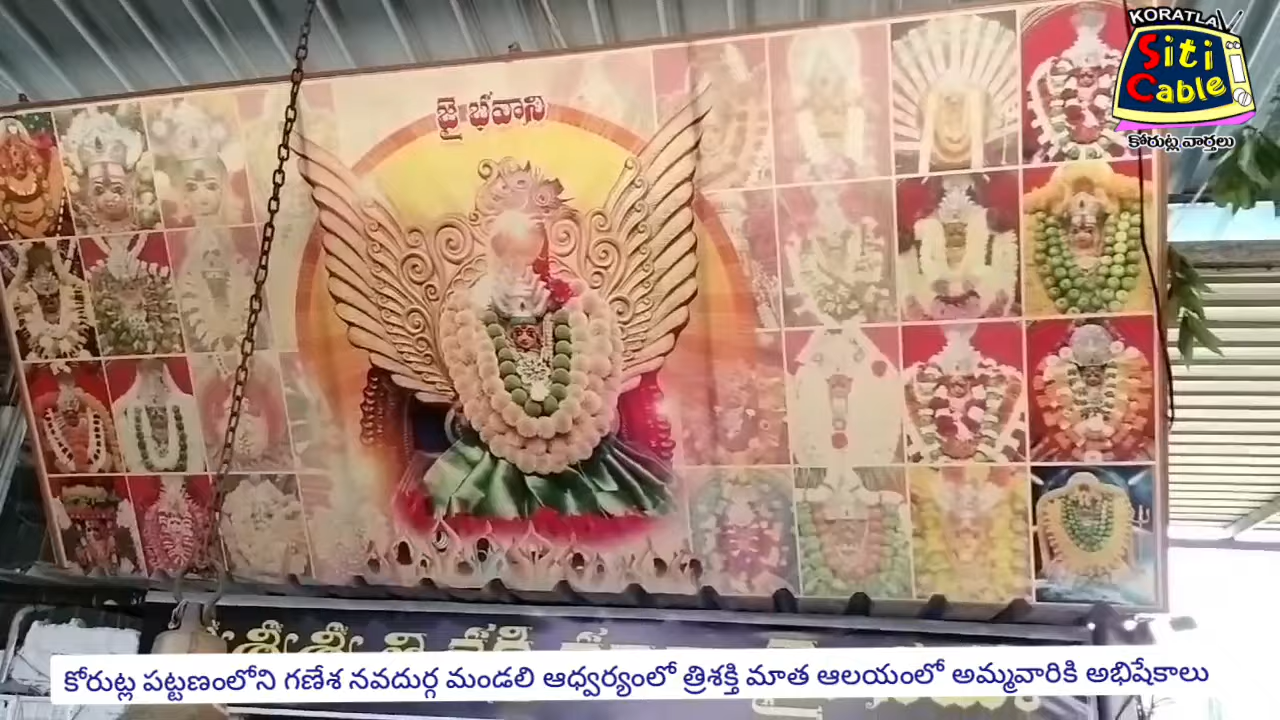 KORATLA
Siti
Cable
కోరుట్ల వార్తలు
జై భవాని
శ్రీశ్రీశ్రీ
కోరుట్ల పట్టణంలోని గణేశ నవదుర్గ మండలి ఆధ్వర్యంలో త్రిశక్తి మాత ఆలయంలో అమ్మవారికి అభిషేకాలు